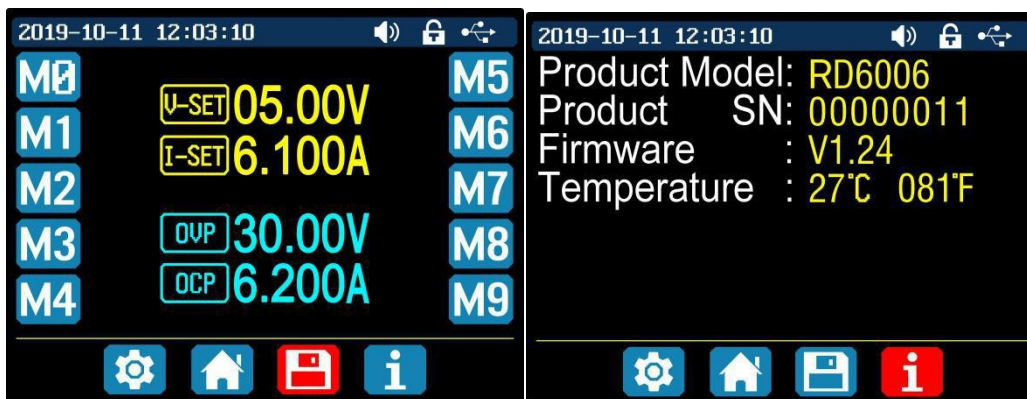 2019-10-11 12:03:10
M0
M1
M2
M3
M4
V-SET 05.00V
I-SET 6.100A
OVP 30.00V
OCP 6.200A
M5
M6
M7
M8
M9
i
2019-10-11 12:03:10
Product Model: RD6006
Product SN: 00000011
Firmware : V1.24
Temperature : 27℃ 081℉
i